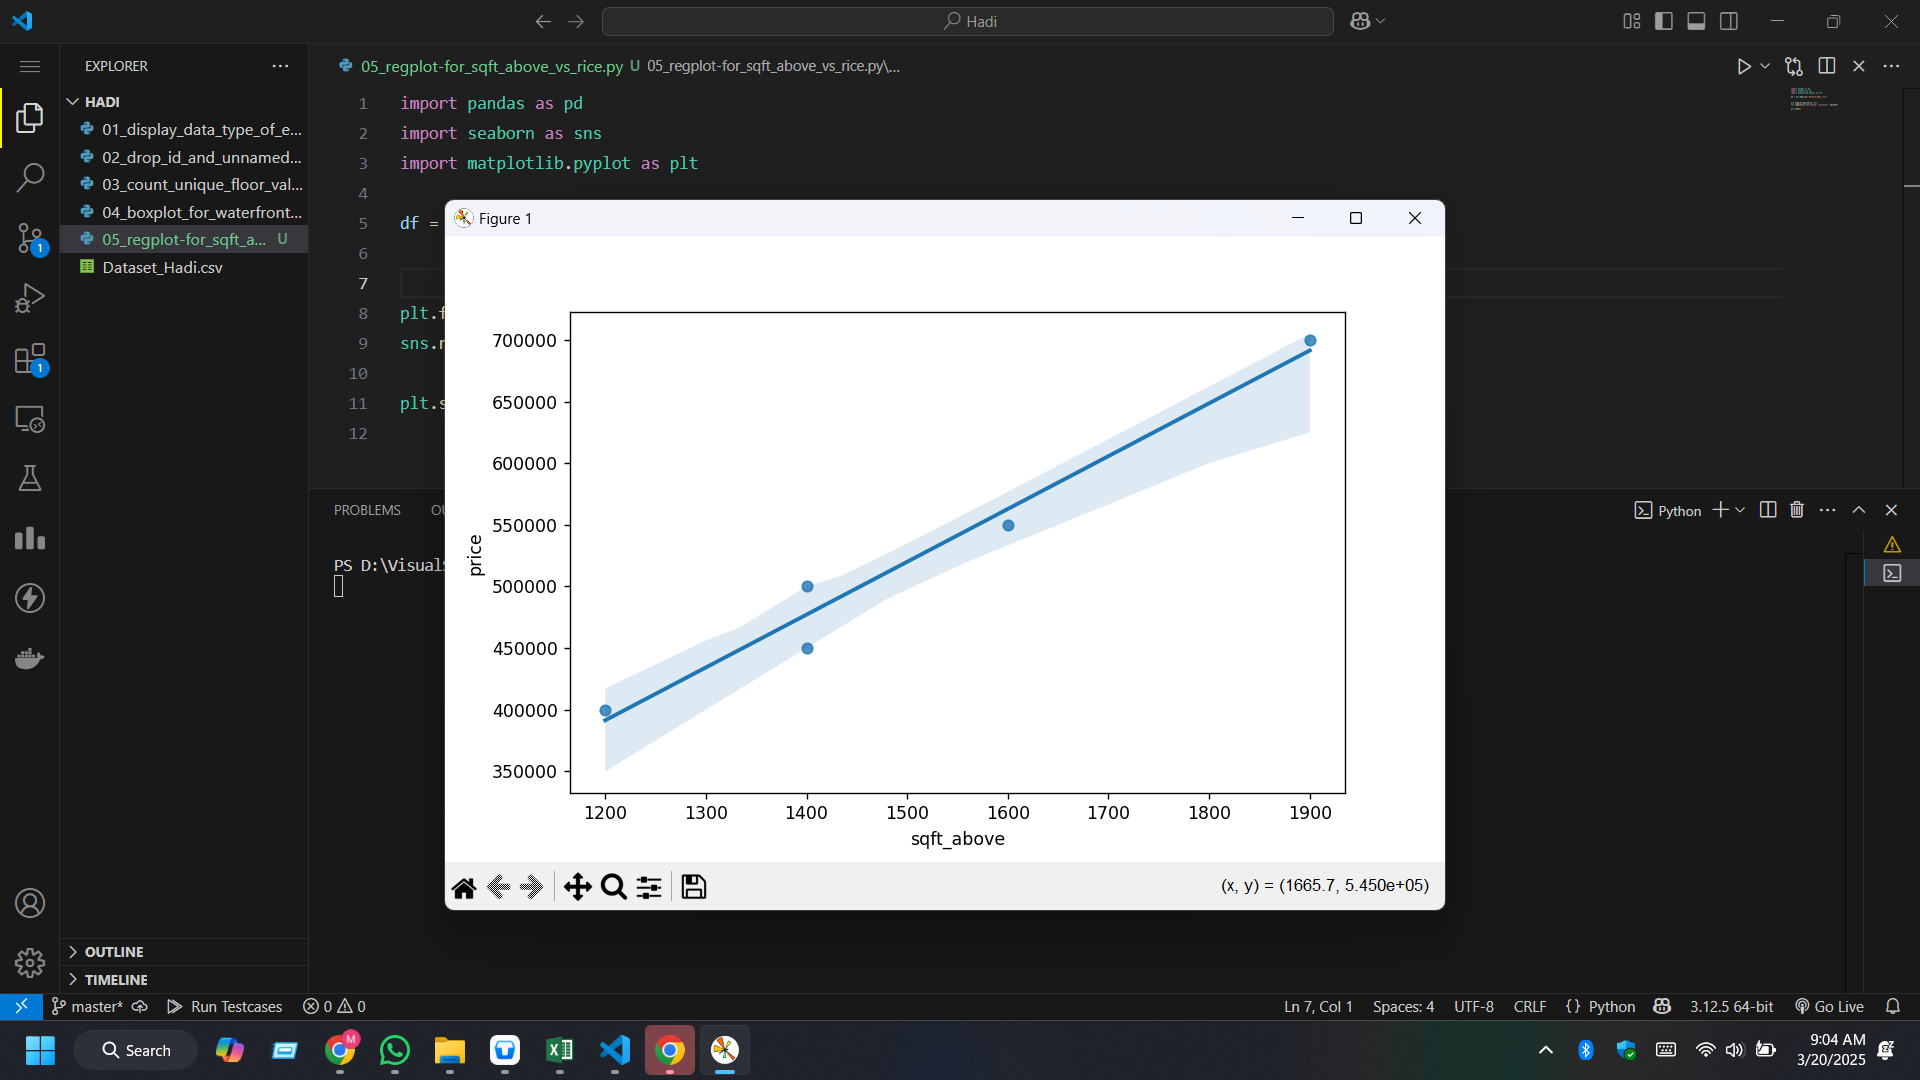 Hadi
EXPLORER
HADI
01_display_data_type_of_e...
02_drop_id_and_unnamed...
03_count_unique_floor_val...
04_boxplot_for_waterfront...
05_regplot-for_sqft_a... U
Dataset_Hadi.csv
OUTLINE
TIMELINE
05_regplot-for_sqft_above_vs_rice.py U 05_regplot-for_sqft_above_vs_rice.py\...
1 import pandas as pd
2 import seaborn as sns
3 import matplotlib.pyplot as plt
4
5 df =
6
7
8 plt.f
9 sns.r
10
11 plt.s
12
Figure 1
700000
650000
600000
550000
500000
450000
400000
350000
price
1200 1300 1400 1500 1600 1700 1800 1900
sqft_above
(x, y) = (1665.7, 5.450e+05)
PROBLEMS OU
Python
PS D:\VisualS
1
1
master* Run Testcases 0 0
Ln 7, Col 1 Spaces: 4 UTF-8 CRLF {} Python 3.12.5 64-bit Go Live
Search
M
9:04 AM
3/20/2025